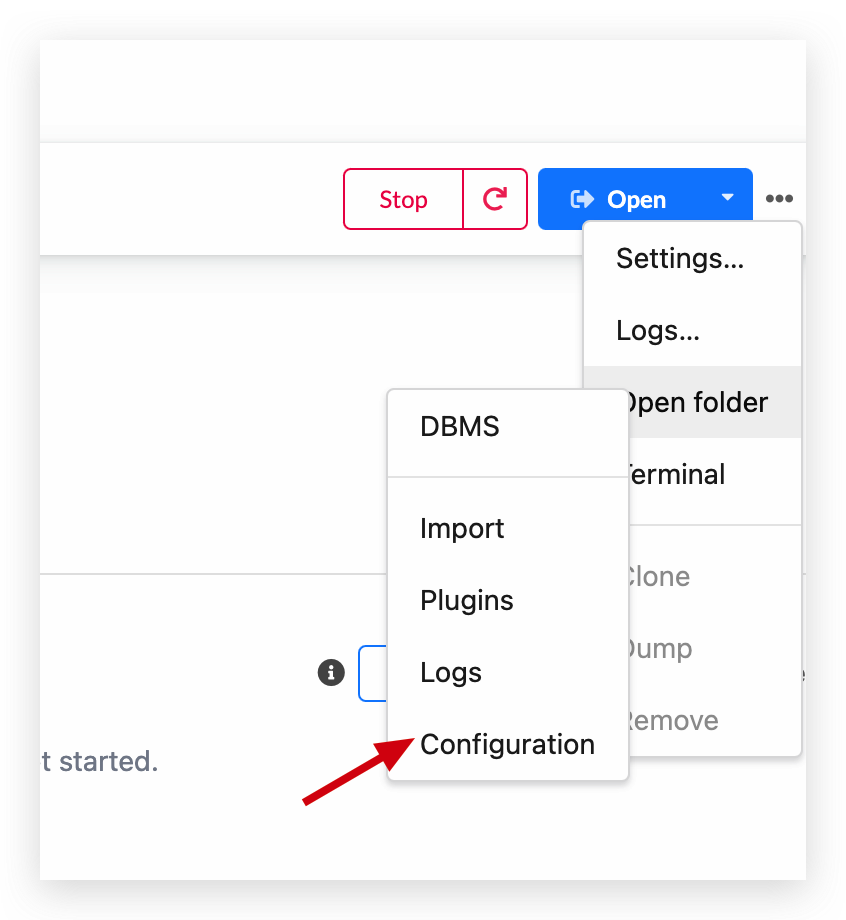 Stop
Open
Settings...
Logs...
Open folder
Terminal
Clone
Dump
Remove
DBMS
Import
Plugins
Logs
Configuration
t started.